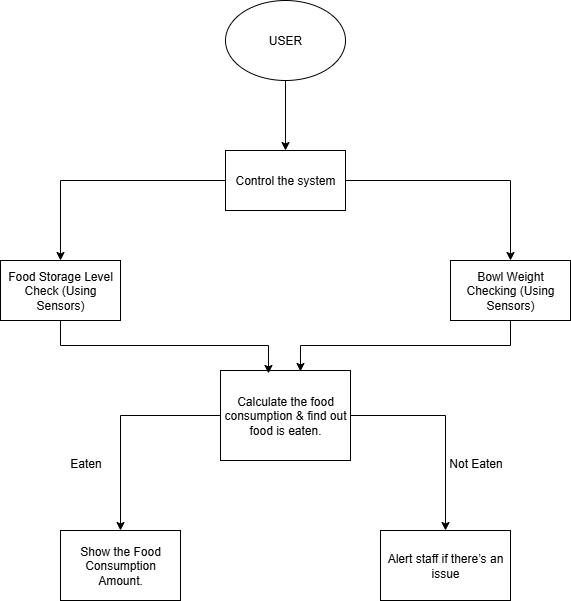 USER
Control the system
Food Storage Level
Check (Using
Sensors)
Bowl Weight
Checking (Using
Sensors)
Calculate the food
consumption & find out
food is eaten.
Eaten
Not Eaten
Show the Food
Consumption
Amount.
Alert staff if there's an
issue